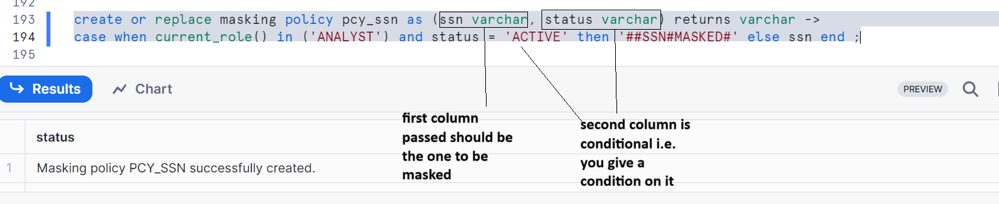 192
193 create or replace masking policy pcy_ssn as (ssn varchar, status varchar) returns varchar ->
194 case when current_role() in ('ANALYST') and status = 'ACTIVE' then '##SSN#MASKED#' else ssn end ;
195
Results Chart PREVIEW
first column
passed should be
the one to be
masked
second column is
conditional i.e.
you give a
condition on it
status
1 Masking policy PCY_SSN successfully created.